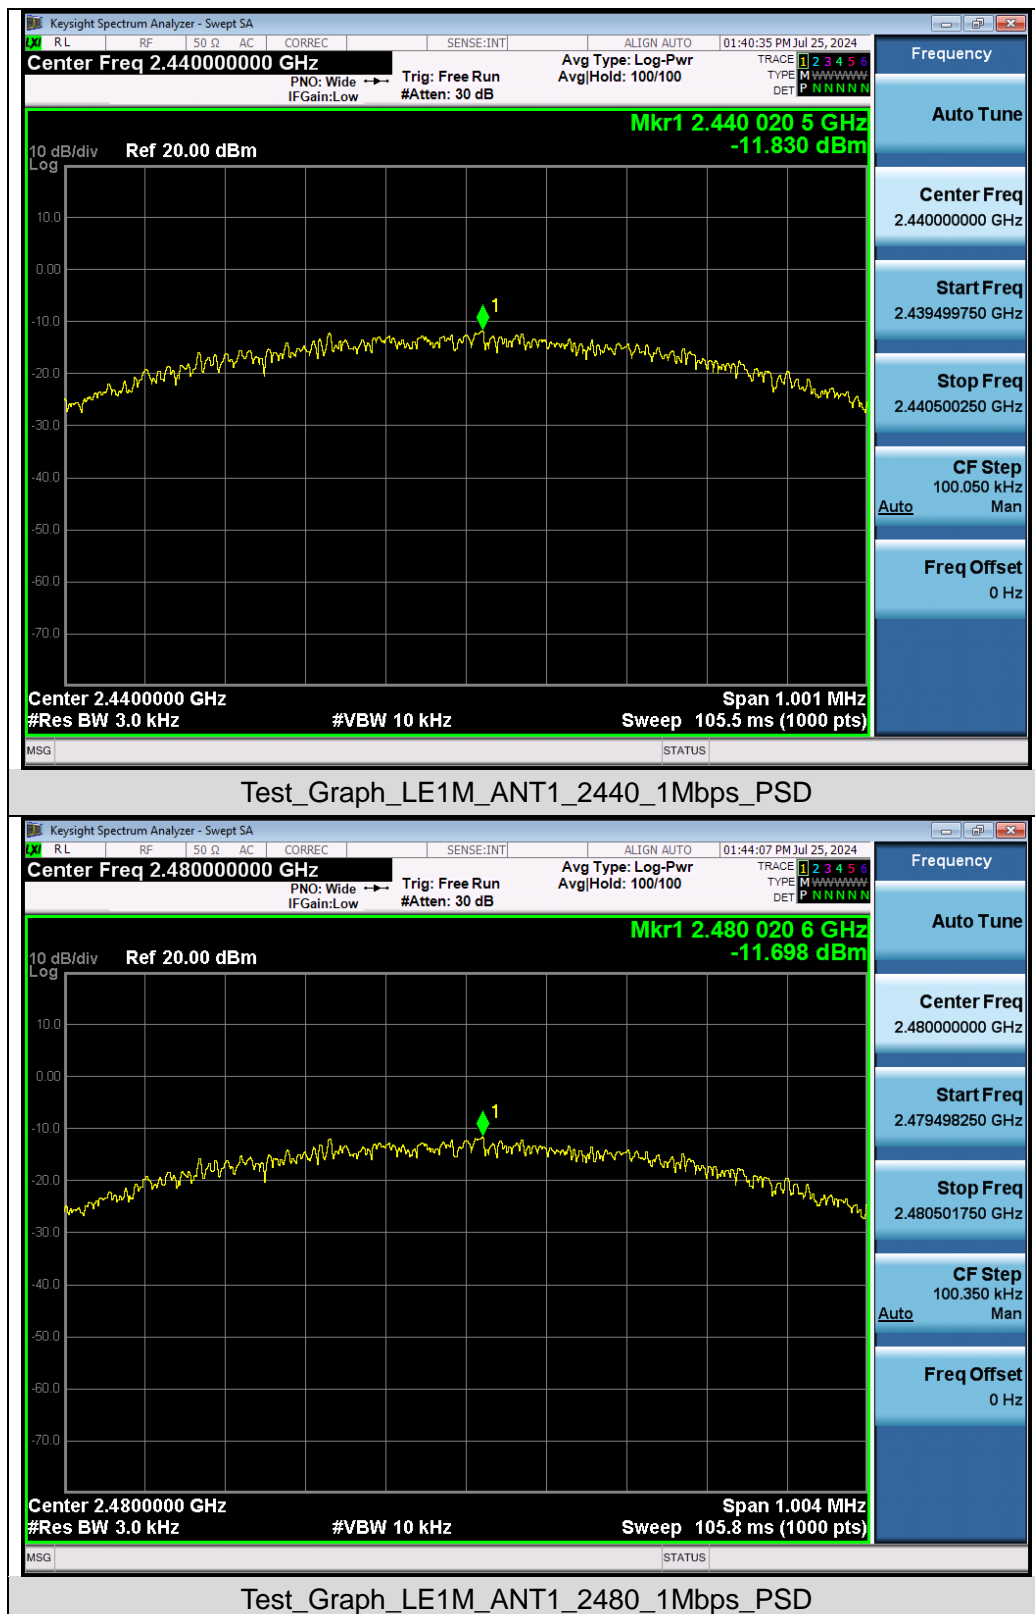 Keysight Spectrum Analyzer - Swept SA
LXI RL RF 50 Ω AC CORREC SENSE:INT ALIGN AUTO 01:40:35 PM Jul 25, 2024
Center Freq 2.440000000 GHz
PNO: Wide
IFGain:Low
Trig: Free Run
#Atten: 30 dB
Avg Type: Log-Pwr
Avg|Hold: 100/100
TRACE 1 2 3 4 5 6
TYPE M WWWWW
DET P N N N N N
Mkr1 2.440 020 5 GHz
-11.830 dBm
10 dB/div Ref 20.00 dBm
Log
10.0
0.00
-10.0
-20.0
-30.0
-40.0
-50.0
-60.0
-70.0
1
Center 2.4400000 GHz Span 1.001 MHz
#Res BW 3.0 kHz #VBW 10 kHz Sweep 105.5 ms (1000 pts)
MSG STATUS
Frequency
Auto Tune
Center Freq
2.440000000 GHz
Start Freq
2.439499750 GHz
Stop Freq
2.440500250 GHz
CF Step
100.050 kHz
Auto Man
Freq Offset
0 Hz
Test_Graph_LE1M_ANT1_2440_1Mbps_PSD
Keysight Spectrum Analyzer - Swept SA
LXI RL RF 50 Ω AC CORREC SENSE:INT ALIGN AUTO 01:44:07 PM Jul 25, 2024
Center Freq 2.480000000 GHz
PNO: Wide
IFGain:Low
Trig: Free Run
#Atten: 30 dB
Avg Type: Log-Pwr
Avg|Hold: 100/100
TRACE 1 2 3 4 5 6
TYPE M WWWWW
DET P N N N N N
Mkr1 2.480 020 6 GHz
-11.698 dBm
10 dB/div Ref 20.00 dBm
Log
10.0
0.00
-10.0
-20.0
-30.0
-40.0
-50.0
-60.0
-70.0
1
Center 2.4800000 GHz Span 1.004 MHz
#Res BW 3.0 kHz #VBW 10 kHz Sweep 105.8 ms (1000 pts)
MSG STATUS
Frequency
Auto Tune
Center Freq
2.480000000 GHz
Start Freq
2.479498250 GHz
Stop Freq
2.480501750 GHz
CF Step
100.350 kHz
Auto Man
Freq Offset
0 Hz
Test_Graph_LE1M_ANT1_2480_1Mbps_PSD